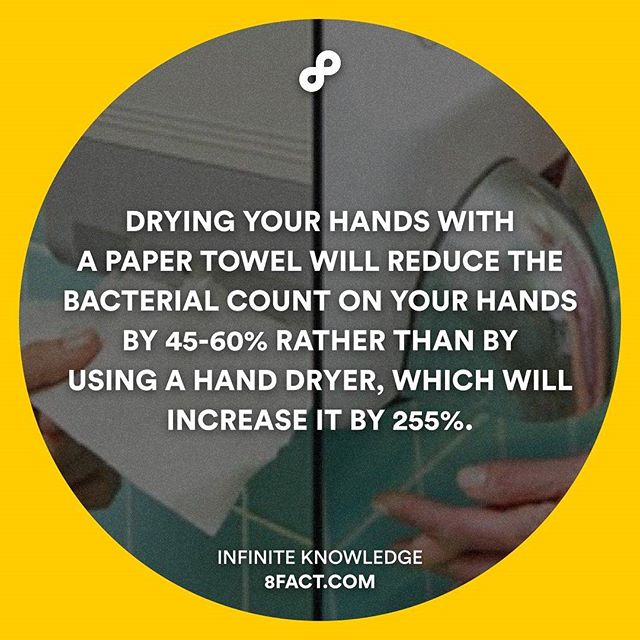 DRYING YOUR HANDS WITH
A PAPER TOWEL WILL REDUCE THE
BACTERIAL COUNT ON YOUR HANDS
BY 45-60% RATHER THAN BY
USING A HAND DRYER, WHICH WILL
INCREASE IT BY 255%.
INFINITE KNOWLEDGE
8FACT.COM